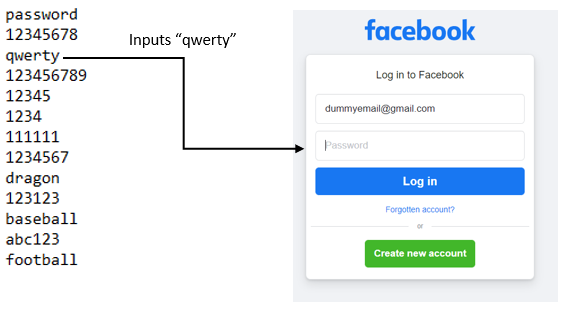 password
12345678
qwerty
123456789
12345
1234
111111
1234567
dragon
123123
baseball
abc123
football
Inputs “qwerty”
facebook
Log in to Facebook
dummyemail@gmail.com
Password
Log in
Forgotten account?
or
Create new account